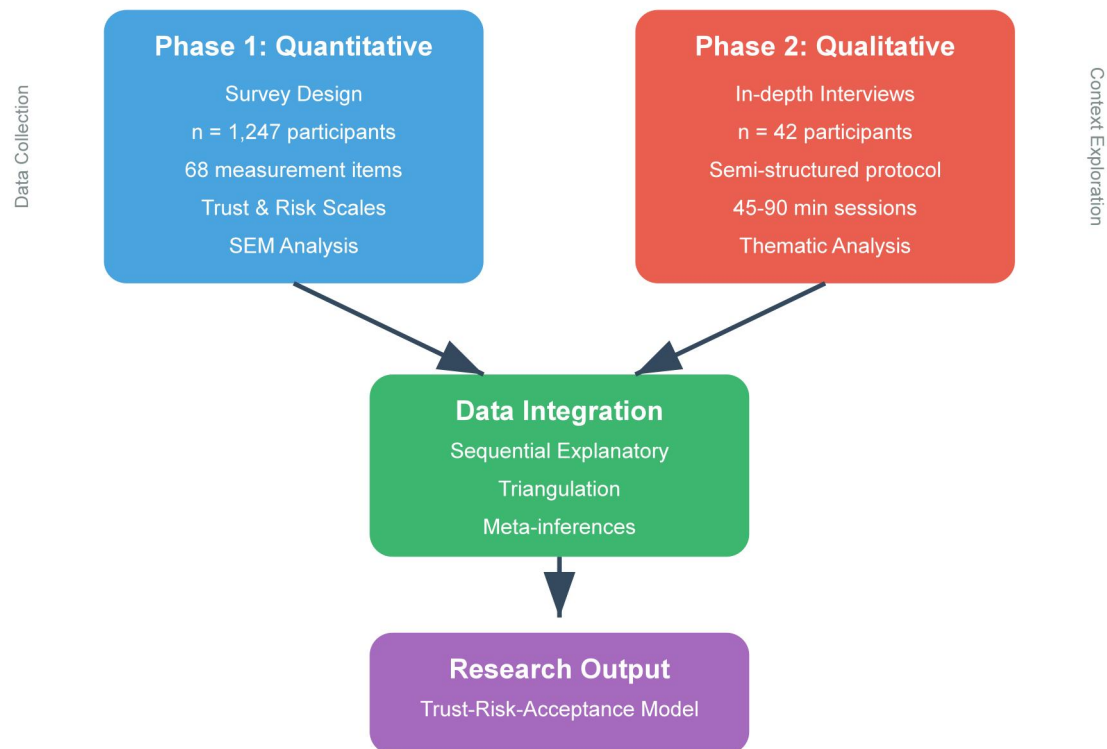 Data Collection
Phase 1: Quantitative
Survey Design
n = 1,247 participants
68 measurement items
Trust & Risk Scales
SEM Analysis
Phase 2: Qualitative
In-depth Interviews
n = 42 participants
Semi-structured protocol
45-90 min sessions
Thematic Analysis
Context Exploration
Data Integration
Sequential Explanatory
Triangulation
Meta-inferences
Research Output
Trust-Risk-Acceptance Model